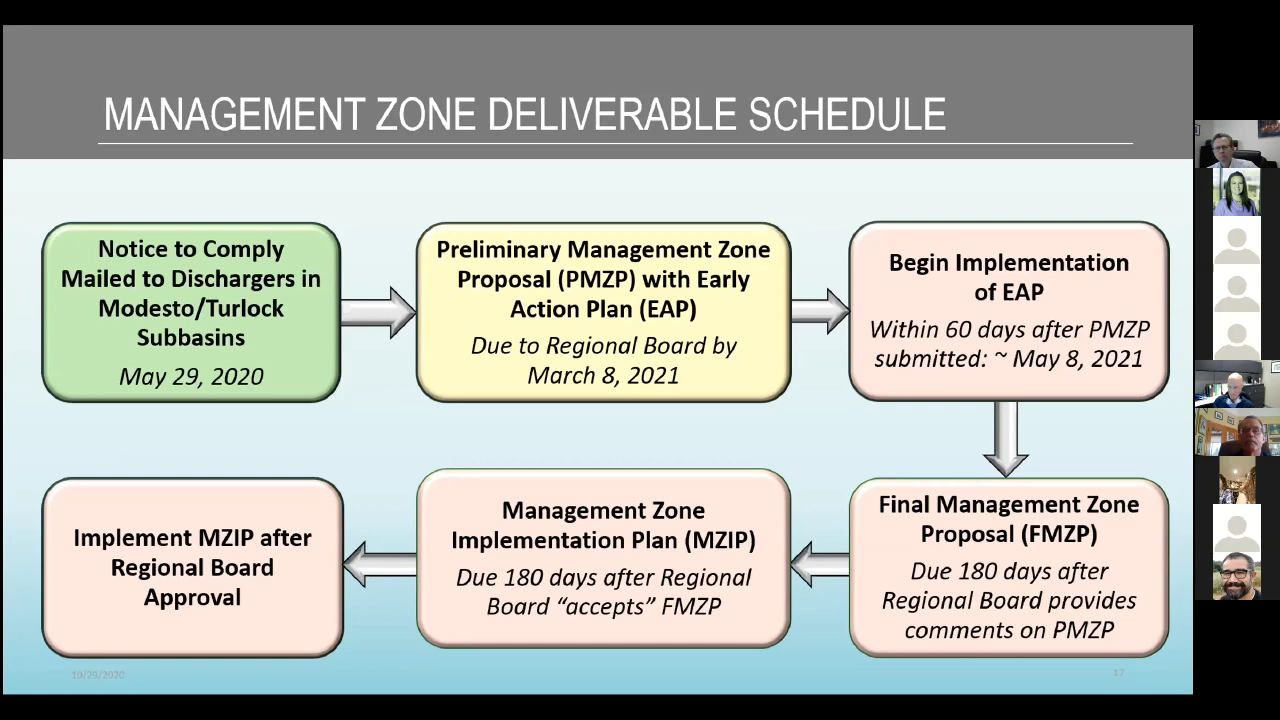 MANAGEMENT ZONE DELIVERABLE SCHEDULE
Notice to Comply
Mailed to Dischargers in
Modesto/Turlock
Subbasins
May 29, 2020
Preliminary Management Zone
Proposal (PMZP) with Early
Action Plan (EAP)
Due to Regional Board by
March 8, 2021
Begin Implementation
of EAP
Within 60 days after PMZP
submitted: ~ May 8, 2021
Final Management Zone
Proposal (FMZP)
Due 180 days after
Regional Board provides
comments on PMZP
Management Zone
Implementation Plan (MZIP)
Due 180 days after Regional
Board “accepts” FMZP
Implement MZIP after
Regional Board
Approval
10/29/2020
17